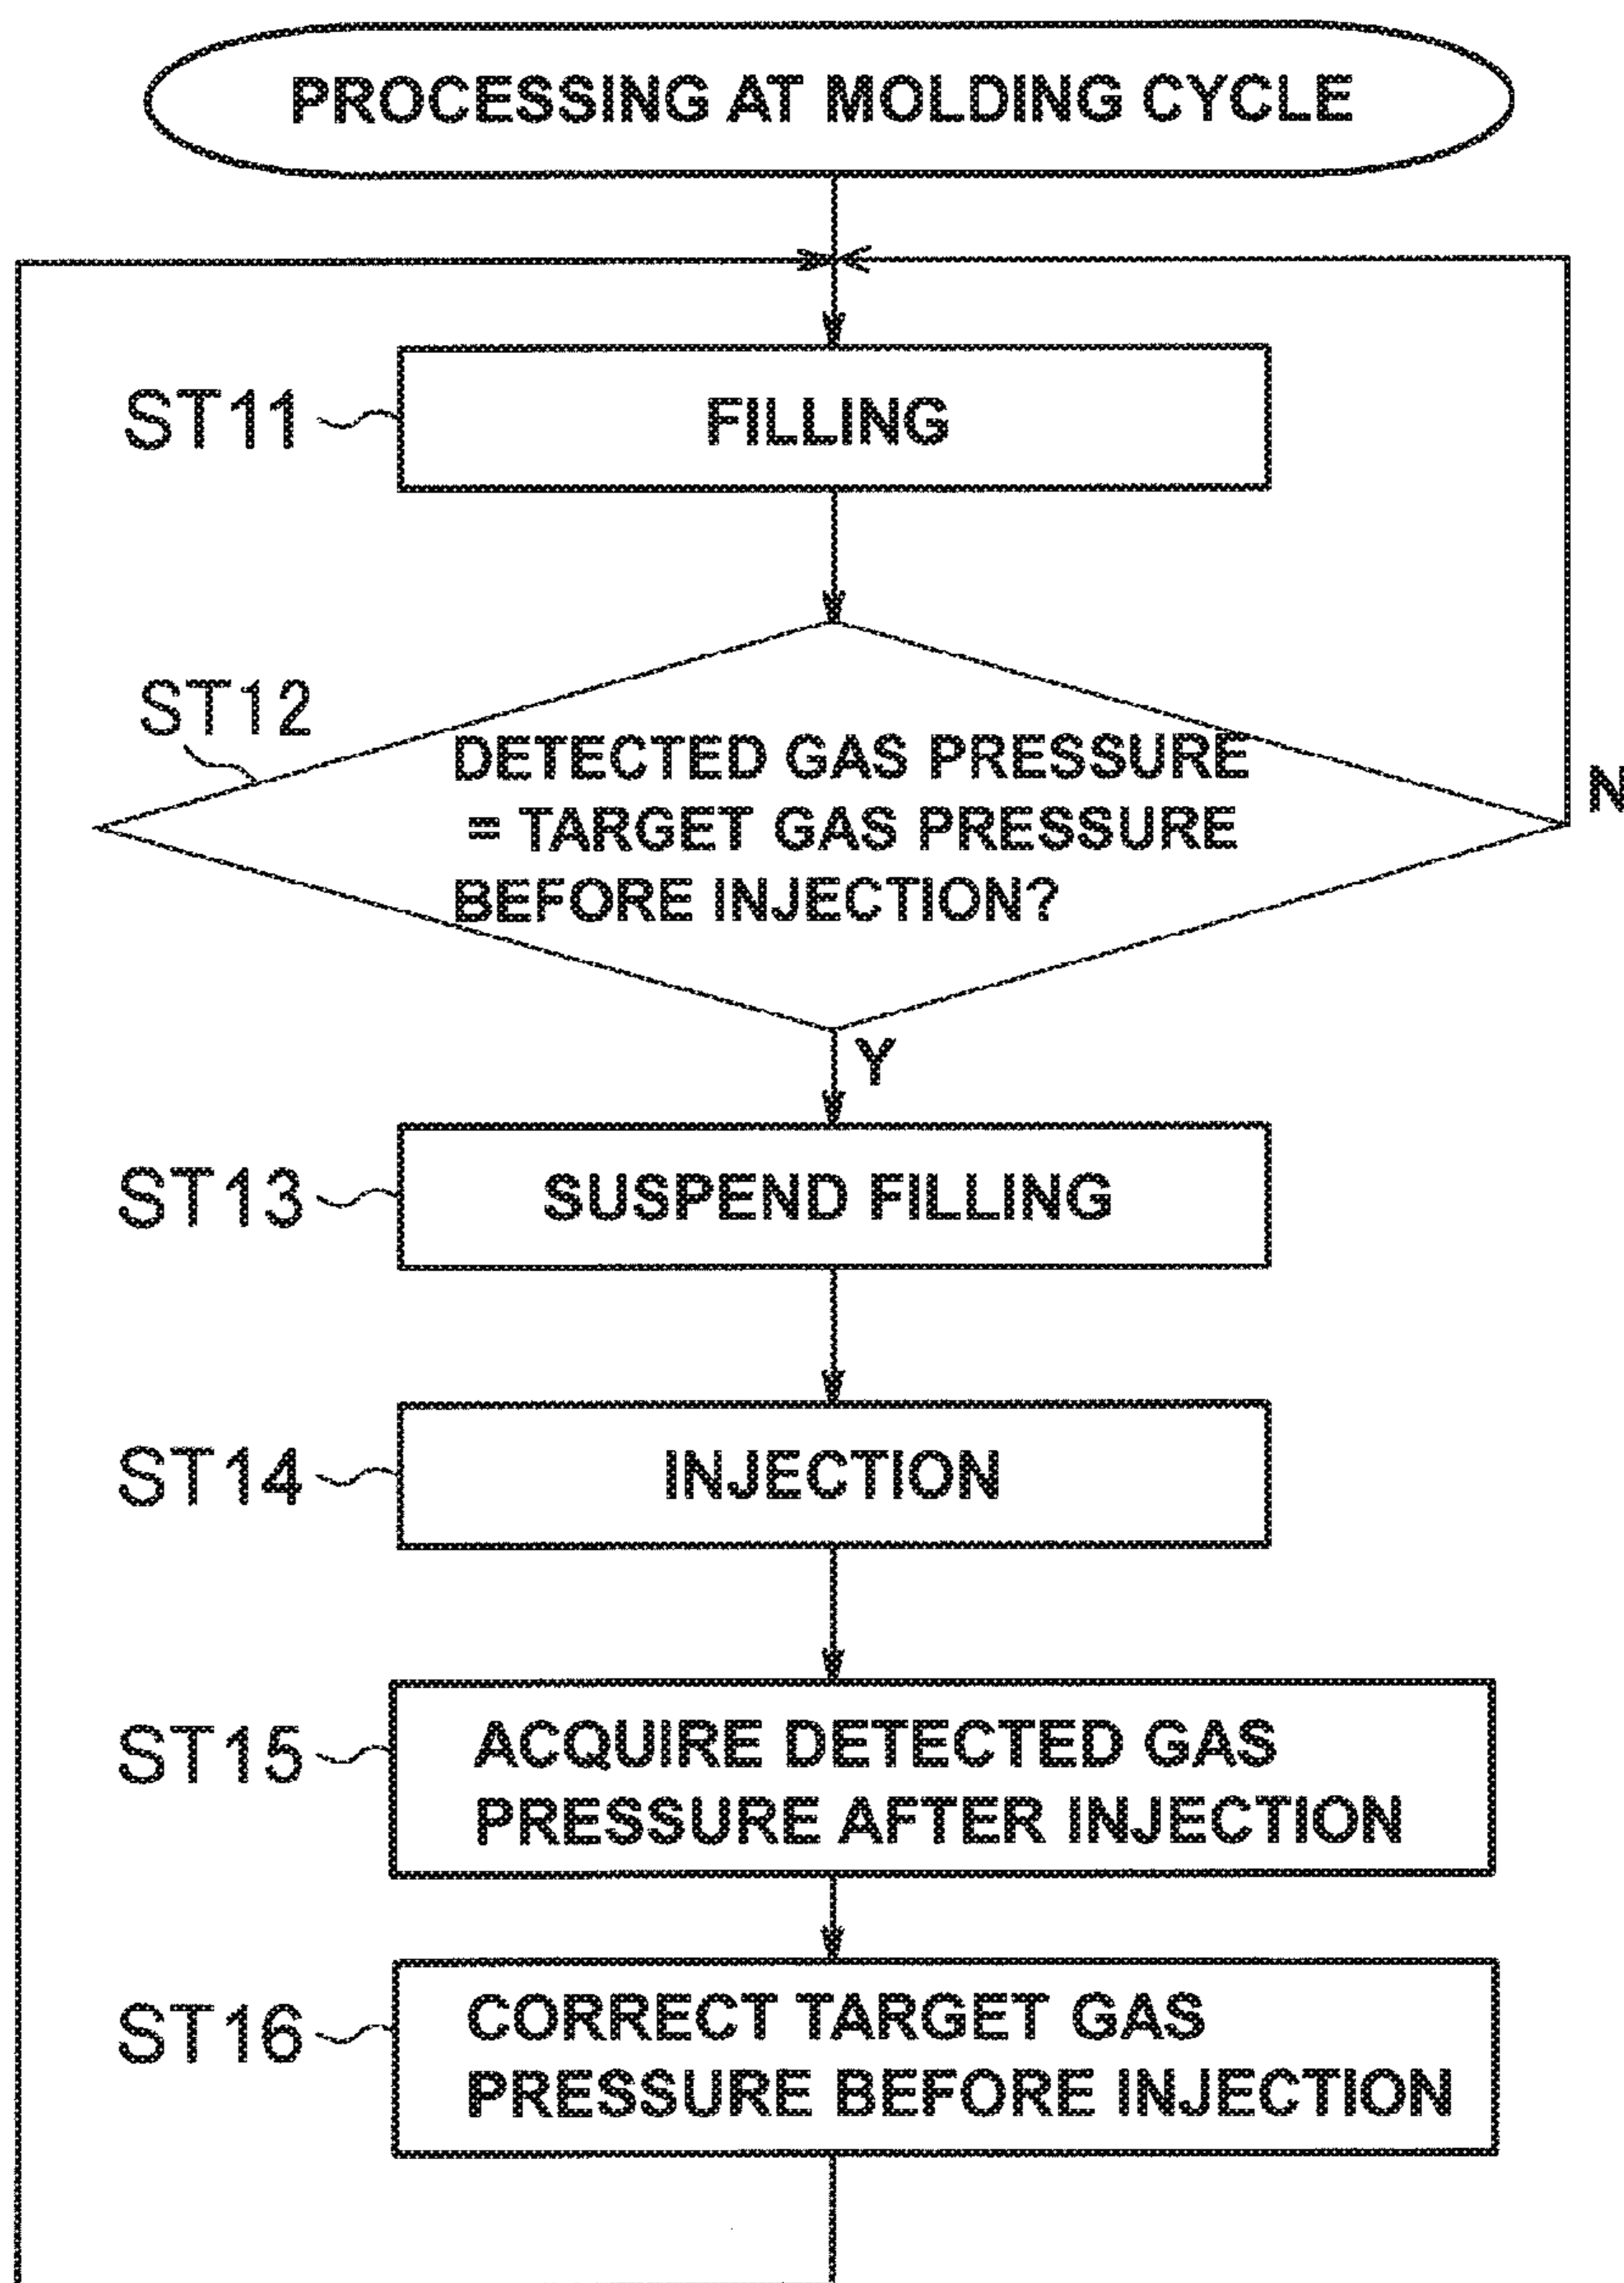 PROCESSING AT MOLDING CYCLE
ST11
FILLING
ST12
DETECTED GAS PRESSURE
= TARGET GAS PRESSURE
BEFORE INJECTION?
N
Y
ST13
SUSPEND FILLING
ST14
INJECTION
ST15
ACQUIRE DETECTED GAS
PRESSURE AFTER INJECTION
ST16
CORRECT TARGET GAS
PRESSURE BEFORE INJECTION